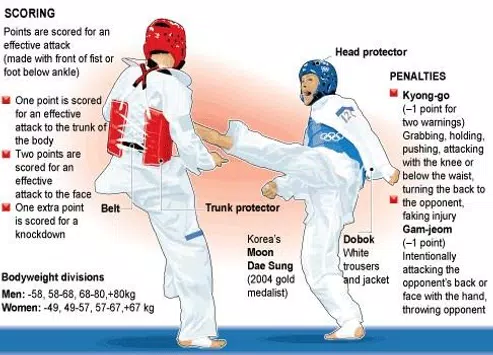 SCORING
Points are scored for an
effective attack
(made with front of fist or
foot below ankle)
One point is scored
for an effective
attack to the trunk of
the body
Two points are
scored for an
effective
attack to the face
One extra point
is scored for a
knockdown
Belt
Trunk protector
Head protector
Korea's
Moon
Dae Sung
(2004 gold
medalist)
Dobok
White
trousers
and jacket
Bodyweight divisions
Men: -58, 58-68, 68-80,+80kg
Women: -49, 49-57, 57-67,+67 kg
PENALTIES
Kyong-go
(–1 point for
two warnings)
Grabbing, holding,
pushing, attacking
with the knee or
below the waist,
turning the back to
the opponent,
faking injury
Gam-jeom
(–1 point)
Intentionally
attacking the
opponent's back or
face with the hand,
throwing opponent